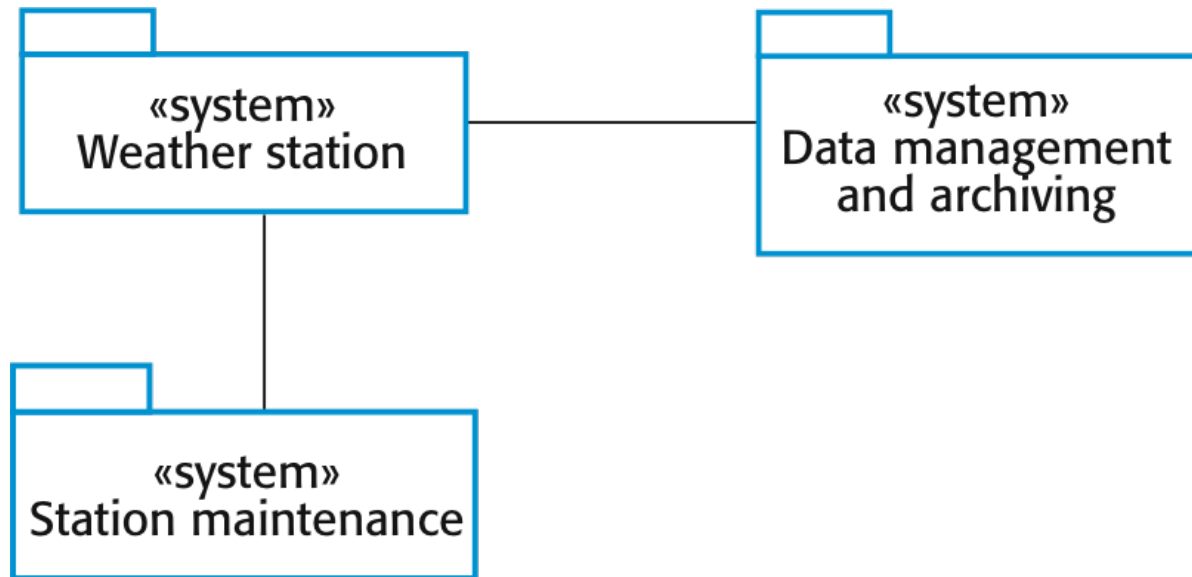 «system»
Weather station
«system»
Data management
and archiving
«system»
Station maintenance